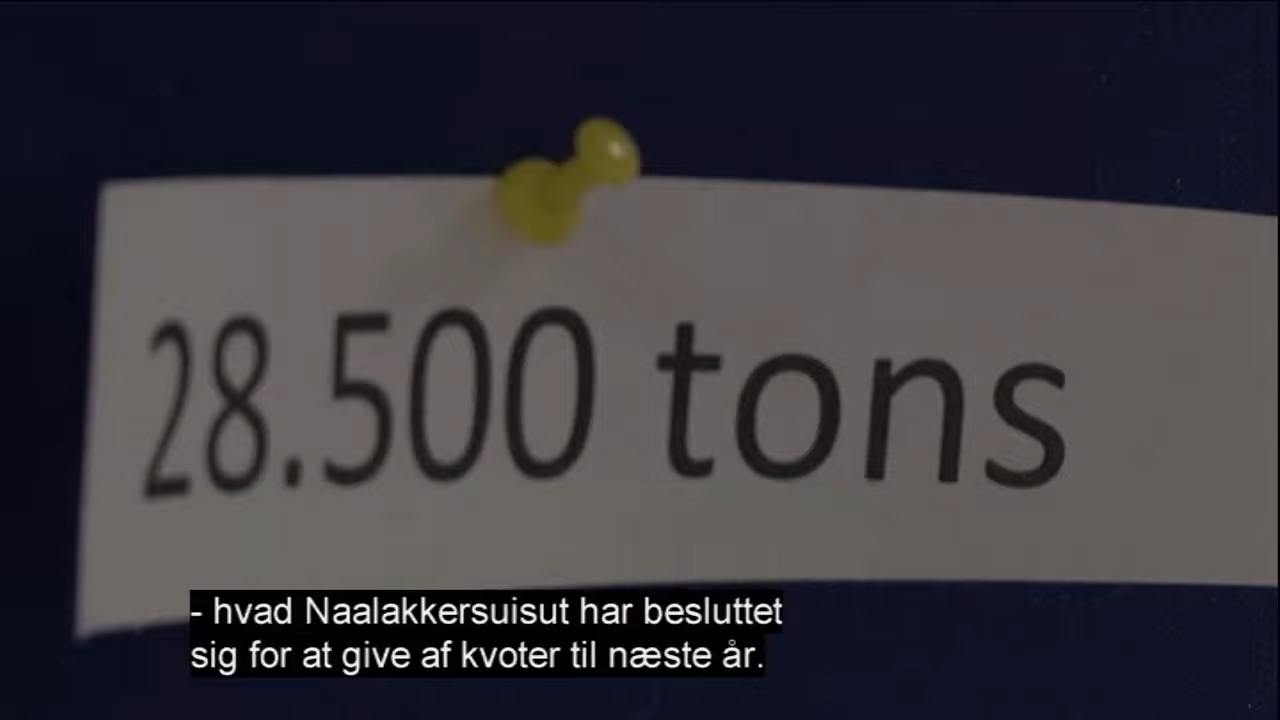 28.500 tons
- hvad Naalakkersuisut har besluttet
sig for at give af kvoter til næste år.